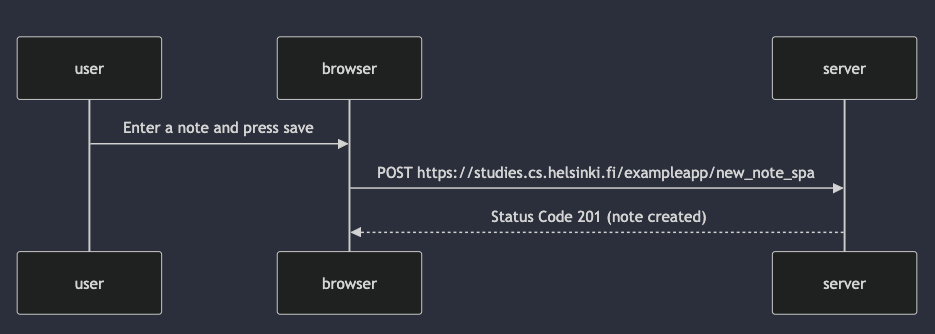 user
browser
server
Enter a note and press save
POST https://studies.cs.helsinki.fi/exampleapp/new_note_spa
Status Code 201 (note created)
user
browser
server